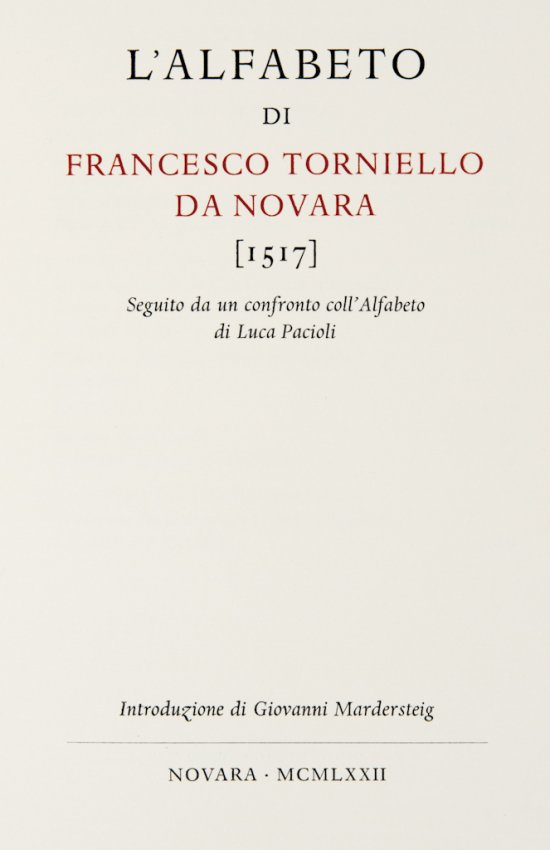 L'ALFABETO
DI
FRANCESCO TORNIELLO
DA NOVARA
[1517]
Seguito da un confronto coll'Alfabeto
di Luca Pacioli
Introduzione di Giovanni Mardersteig
NOVARA · MCMLXXII